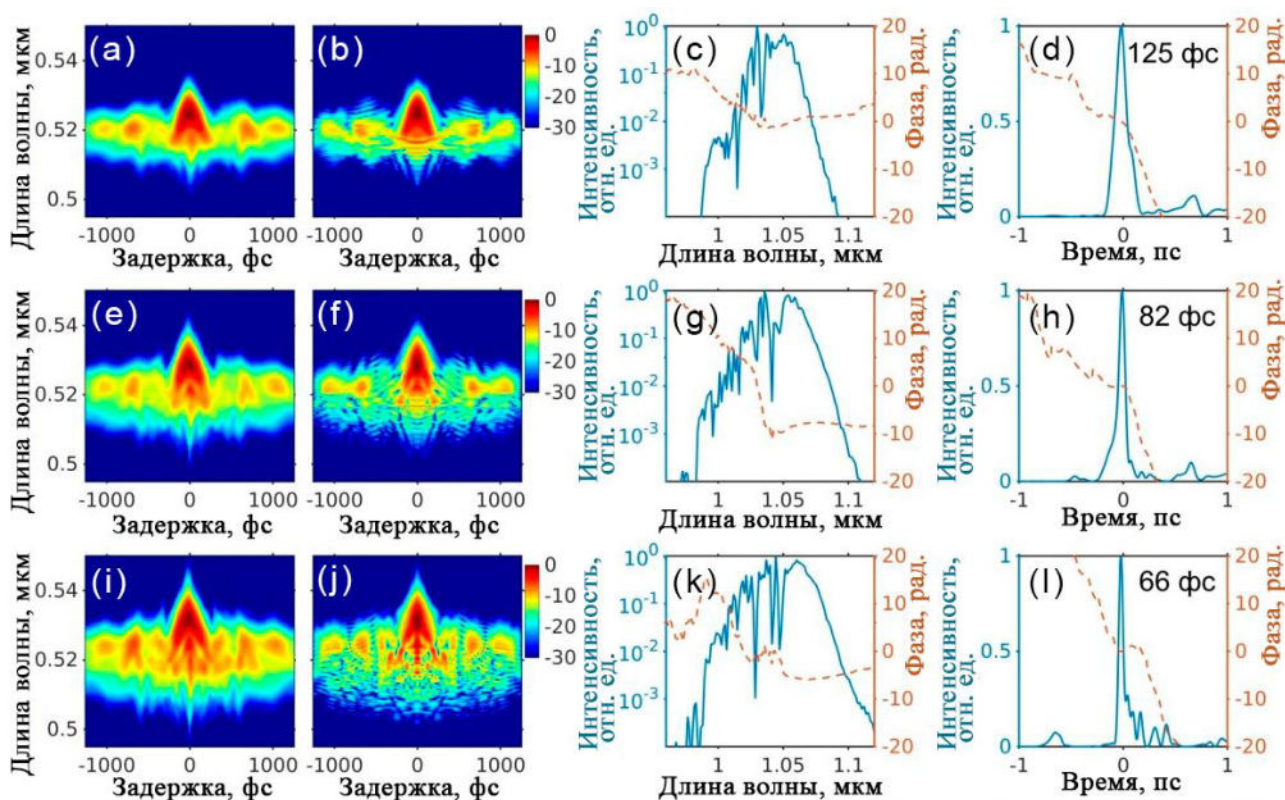 (a) (b) (c) (d) 125 фс
Длина волны, мкм
0.54
0.52
0.5
-1000 0 1000
Задержка, фс
-1000 0 1000
Задержка, фс
0
-10
-20
-30
Интенсивность,
отн. ед.
10^0
10^-1
10^-2
10^-3
1 1.05 1.1
Длина волны, мкм
20
10
0
-10
-20
Фаза, рад.
Интенсивность,
отн. ед.
1
0.5
0
-1 0 1
Время, пс
20
10
0
-10
-20
Фаза, рад.
(e) (f) (g) (h) 82 фс
Длина волны, мкм
0.54
0.52
0.5
-1000 0 1000
Задержка, фс
-1000 0 1000
Задержка, фс
0
-10
-20
-30
Интенсивность,
отн. ед.
10^0
10^-1
10^-2
10^-3
1 1.05 1.1
Длина волны, мкм
20
10
0
-10
-20
Фаза, рад.
Интенсивность,
отн. ед.
1
0.5
0
-1 0 1
Время, пс
20
10
0
-10
-20
Фаза, рад.
(i) (j) (k) (l) 66 фс
Длина волны, мкм
0.54
0.52
0.5
-1000 0 1000
Задержка, фс
-1000 0 1000
Задержка, фс
0
-10
-20
-30
Интенсивность,
отн. ед.
10^0
10^-1
10^-2
10^-3
1 1.05 1.1
Длина волны, мкм
20
10
0
-10
-20
Фаза, рад.
Интенсивность,
отн. ед.
1
0.5
0
-1 0 1
Время, пс
20
10
0
-10
-20
Фаза, рад.